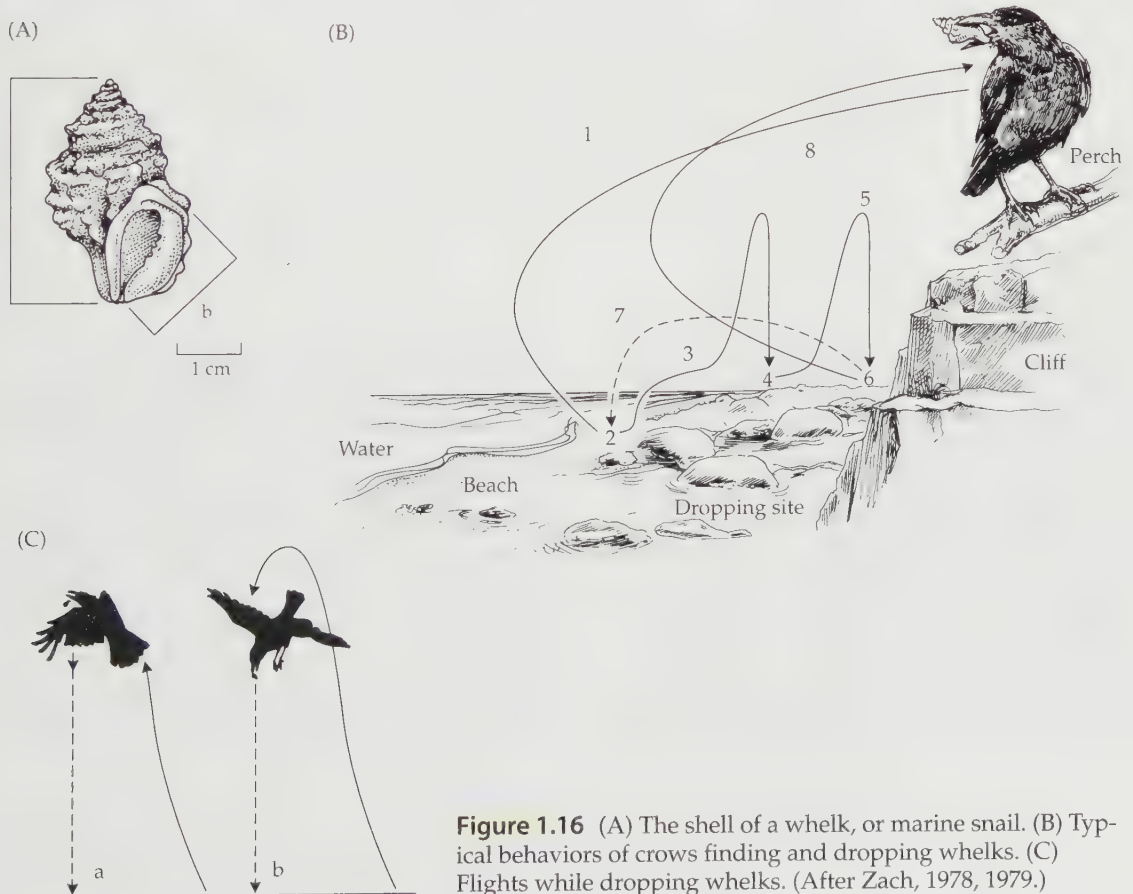 (A)
b
1 cm
(B)
1
8
Perch
5
7
3
4
6
Cliff
2
Water
Beach
Dropping site
(C)
a
b
Figure 1.16 (A) The shell of a whelk, or marine snail. (B) Typ-
ical behaviors of crows finding and dropping whelks. (C)
Flights while dropping whelks. (After Zach, 1978, 1979.)